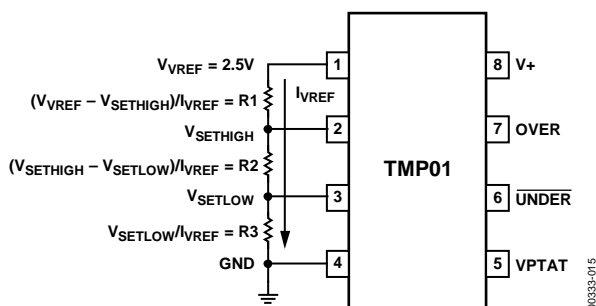 V_VREF = 2.5V
1
8 V+
(V_VREF – V_SETHIGH)/I_VREF = R1
I_VREF
V_SETHIGH
2
7 OVER
(V_SETHIGH – V_SETLOW)/I_VREF = R2
TMP01
V_SETLOW
3
6 U̅N̅D̅E̅R̅
V_SETLOW/I_VREF = R3
GND
4
5 VPTAT
00333-015